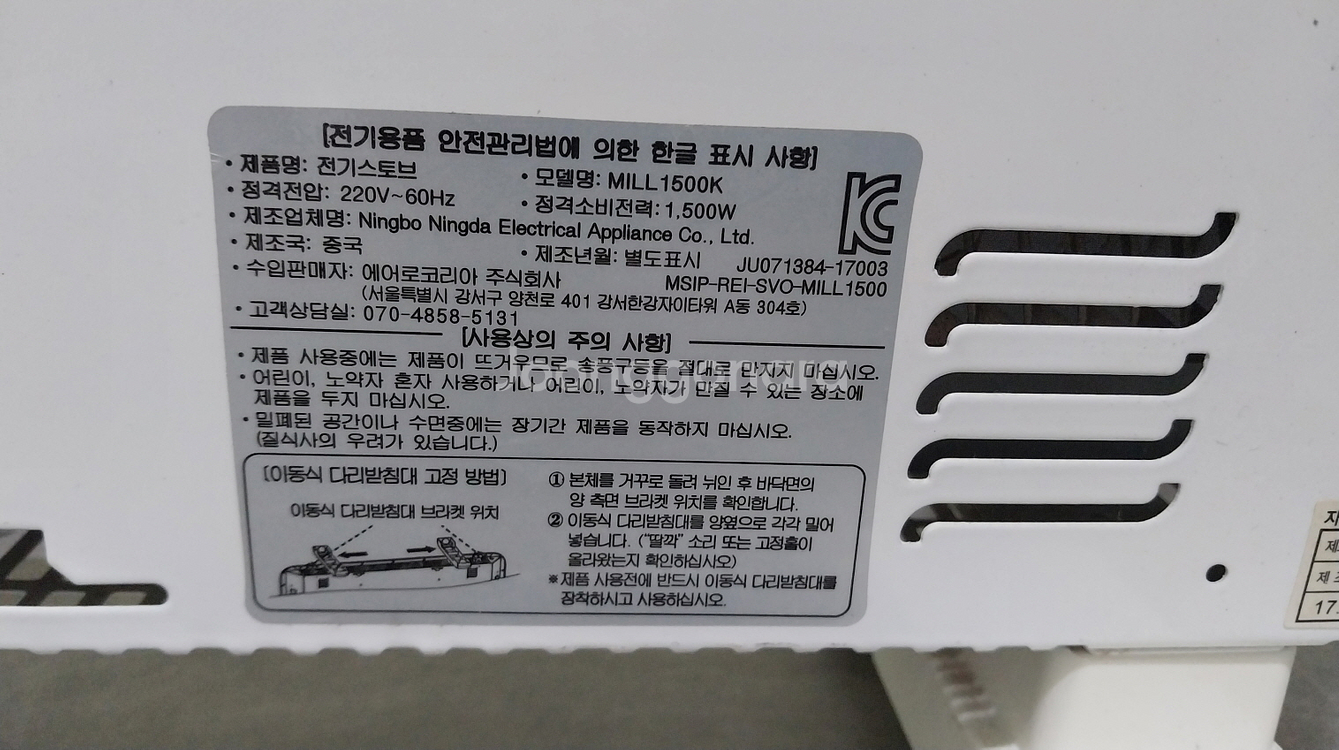 [전기용품 안전관리법에 의한 한글 표시 사항]
• 제품명: 전기스토브 • 모델명: MILL1500K
• 정격전압: 220V~60Hz • 정격소비전력: 1,500W
• 제조업체명: Ningbo Ningda Electrical Appliance Co., Ltd.
• 제조국: 중국 • 제조년월: 별도표시 JU071384-17003
• 수입판매자: 에어로코리아 주식회사 MSIP-REI-SVO-MILL1500
(서울특별시 강서구 양천로 401 강서한강자이타워 A동 304호)
• 고객상담실: 070-4858-5131
[사용상의 주의 사항]
• 제품 사용중에는 제품이 뜨거우므로 송풍구등을 절대로 만지지 마십시오.
• 어린이, 노약자 혼자 사용하거나 어린이, 노약자가 만질 수 있는 장소에
제품을 두지 마십시오.
• 밀폐된 공간이나 수면중에는 장기간 제품을 동작하지 마십시오.
(질식사의 우려가 있습니다.)
[이동식 다리받침대 고정 방법]
이동식 다리받침대 브라켓 위치
① 본체를 거꾸로 돌려 뉘인 후 바닥면의
양 측면 브라켓 위치를 확인합니다.
② 이동식 다리받침대를 양옆으로 각각 밀어
넣습니다. ("딸깍" 소리 또는 고정홀이
올라왔는지 확인하십시오)
※제품 사용전에 반드시 이동식 다리받침대를
장착하시고 사용하십시오.
joonggonara